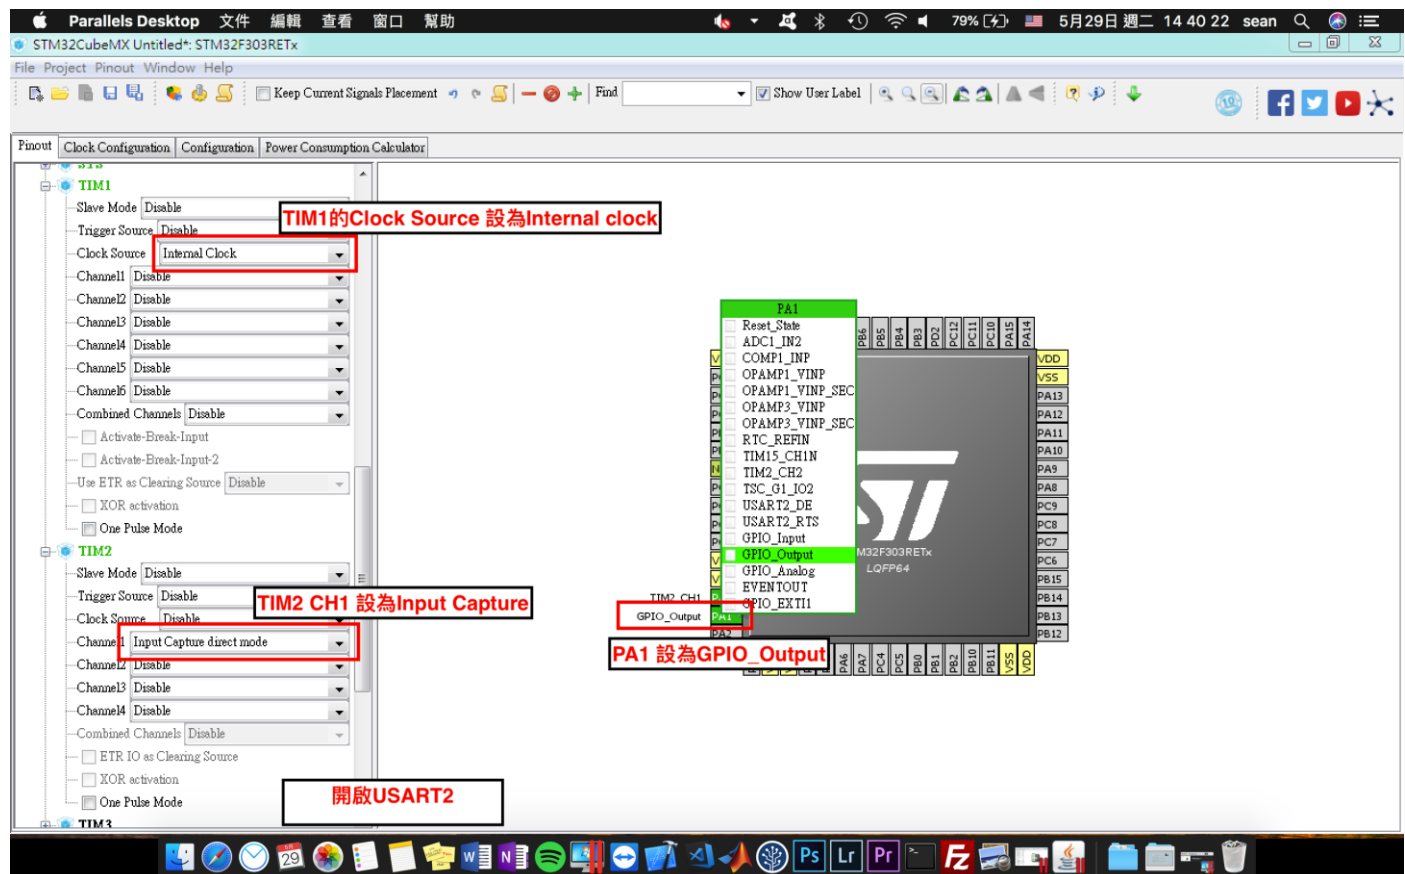 Parallels Desktop 文件 編輯 查看 窗口 幫助 79% 5月29日 週二 14 40 22 sean
STM32CubeMX Untitled*: STM32F303RETx
File Project Pinout Window Help
Keep Current Signals Placement Find Show User Label
Pinout Clock Configuration Configuration Power Consumption Calculator
STS
TIM1
Slave Mode Disable
TIM1的Clock Source 設為Internal clock
Trigger Source Disable
Clock Source Internal Clock
Channel1 Disable
Channel2 Disable
Channel3 Disable
Channel4 Disable
Channel5 Disable
Channel6 Disable
Combined Channels Disable
Activate-Break-Input
Activate-Break-Input-2
Use ETR as Clearing Source Disable
XOR activation
One Pulse Mode
TIM2
Slave Mode Disable
Trigger Source Disable
TIM2 CH1 設為Input Capture
Clock Source Disable
Channel1 Input Capture direct mode
Channel2 Disable
Channel3 Disable
Channel4 Disable
Combined Channels Disable
ETR IO as Clearing Source
XOR activation
One Pulse Mode
開啟USART2
TIM3
PA1
Reset_State
ADC1_IN2
COMP1_INP
OPAMP1_VINP
OPAMP1_VINP_SEC
OPAMP3_VINP
OPAMP3_VINP_SEC
RTC_REFIN
TIM15_CH1N
TIM2_CH2
TSC_G1_IO2
USART2_DE
USART2_RTS
GPIO_Input
GPIO_Output
GPIO_Analog
EVENTOUT
GPIO_EXTI1
PB6 PB5 PB4 PB3 PD2 PC12 PC11 PC10 PA15 PA14
VDD
VSS
PA13
PA12
PA11
PA10
PA9
PA8
PC9
PC8
PC7
PC6
PB15
PB14
PB13
PB12
M32F303RETx
LQFP64
TIM2_CH1
GPIO_Output PA1
PA2
PA1 設為GPIO_Output
PA6 PA7 PC4 PC5 PB0 PB1 PB2 PB10 PB11 VSS VDD
29 Ps Lr Pr